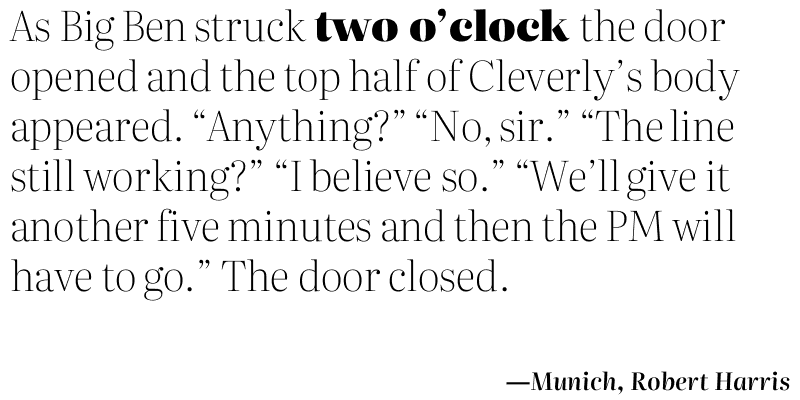 As Big Ben struck two o’clock the door
opened and the top half of Cleverly’s body
appeared. “Anything?” “No, sir.” “The line
still working?” “I believe so.” “We’ll give it
another five minutes and then the PM will
have to go.” The door closed.
—Munich, Robert Harris